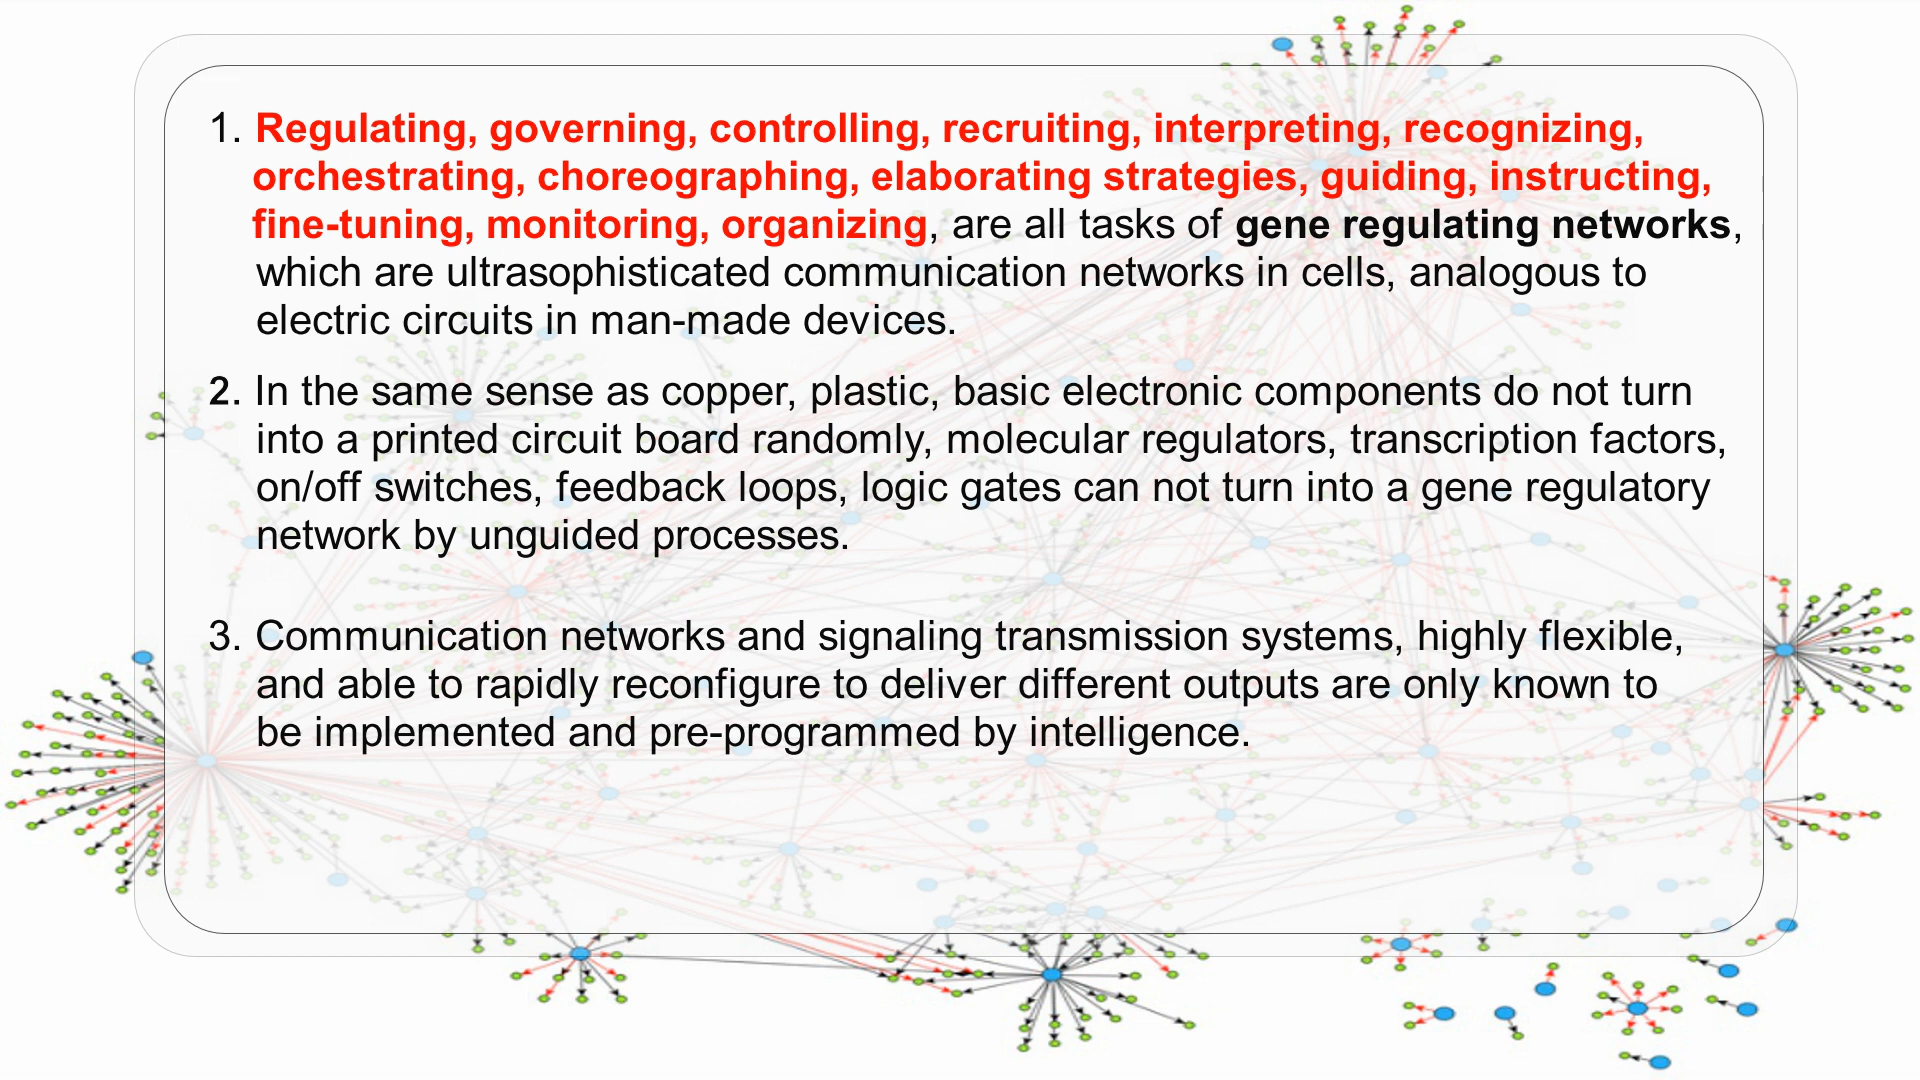 1. Regulating, governing, controlling, recruiting, interpreting, recognizing,
orchestrating, choreographing, elaborating strategies, guiding, instructing,
fine-tuning, monitoring, organizing, are all tasks of gene regulating networks,
which are ultrasophisticated communication networks in cells, analogous to
electric circuits in man-made devices.
2. In the same sense as copper, plastic, basic electronic components do not turn
into a printed circuit board randomly, molecular regulators, transcription factors,
on/off switches, feedback loops, logic gates can not turn into a gene regulatory
network by unguided processes.
3. Communication networks and signaling transmission systems, highly flexible,
and able to rapidly reconfigure to deliver different outputs are only known to
be implemented and pre-programmed by intelligence.